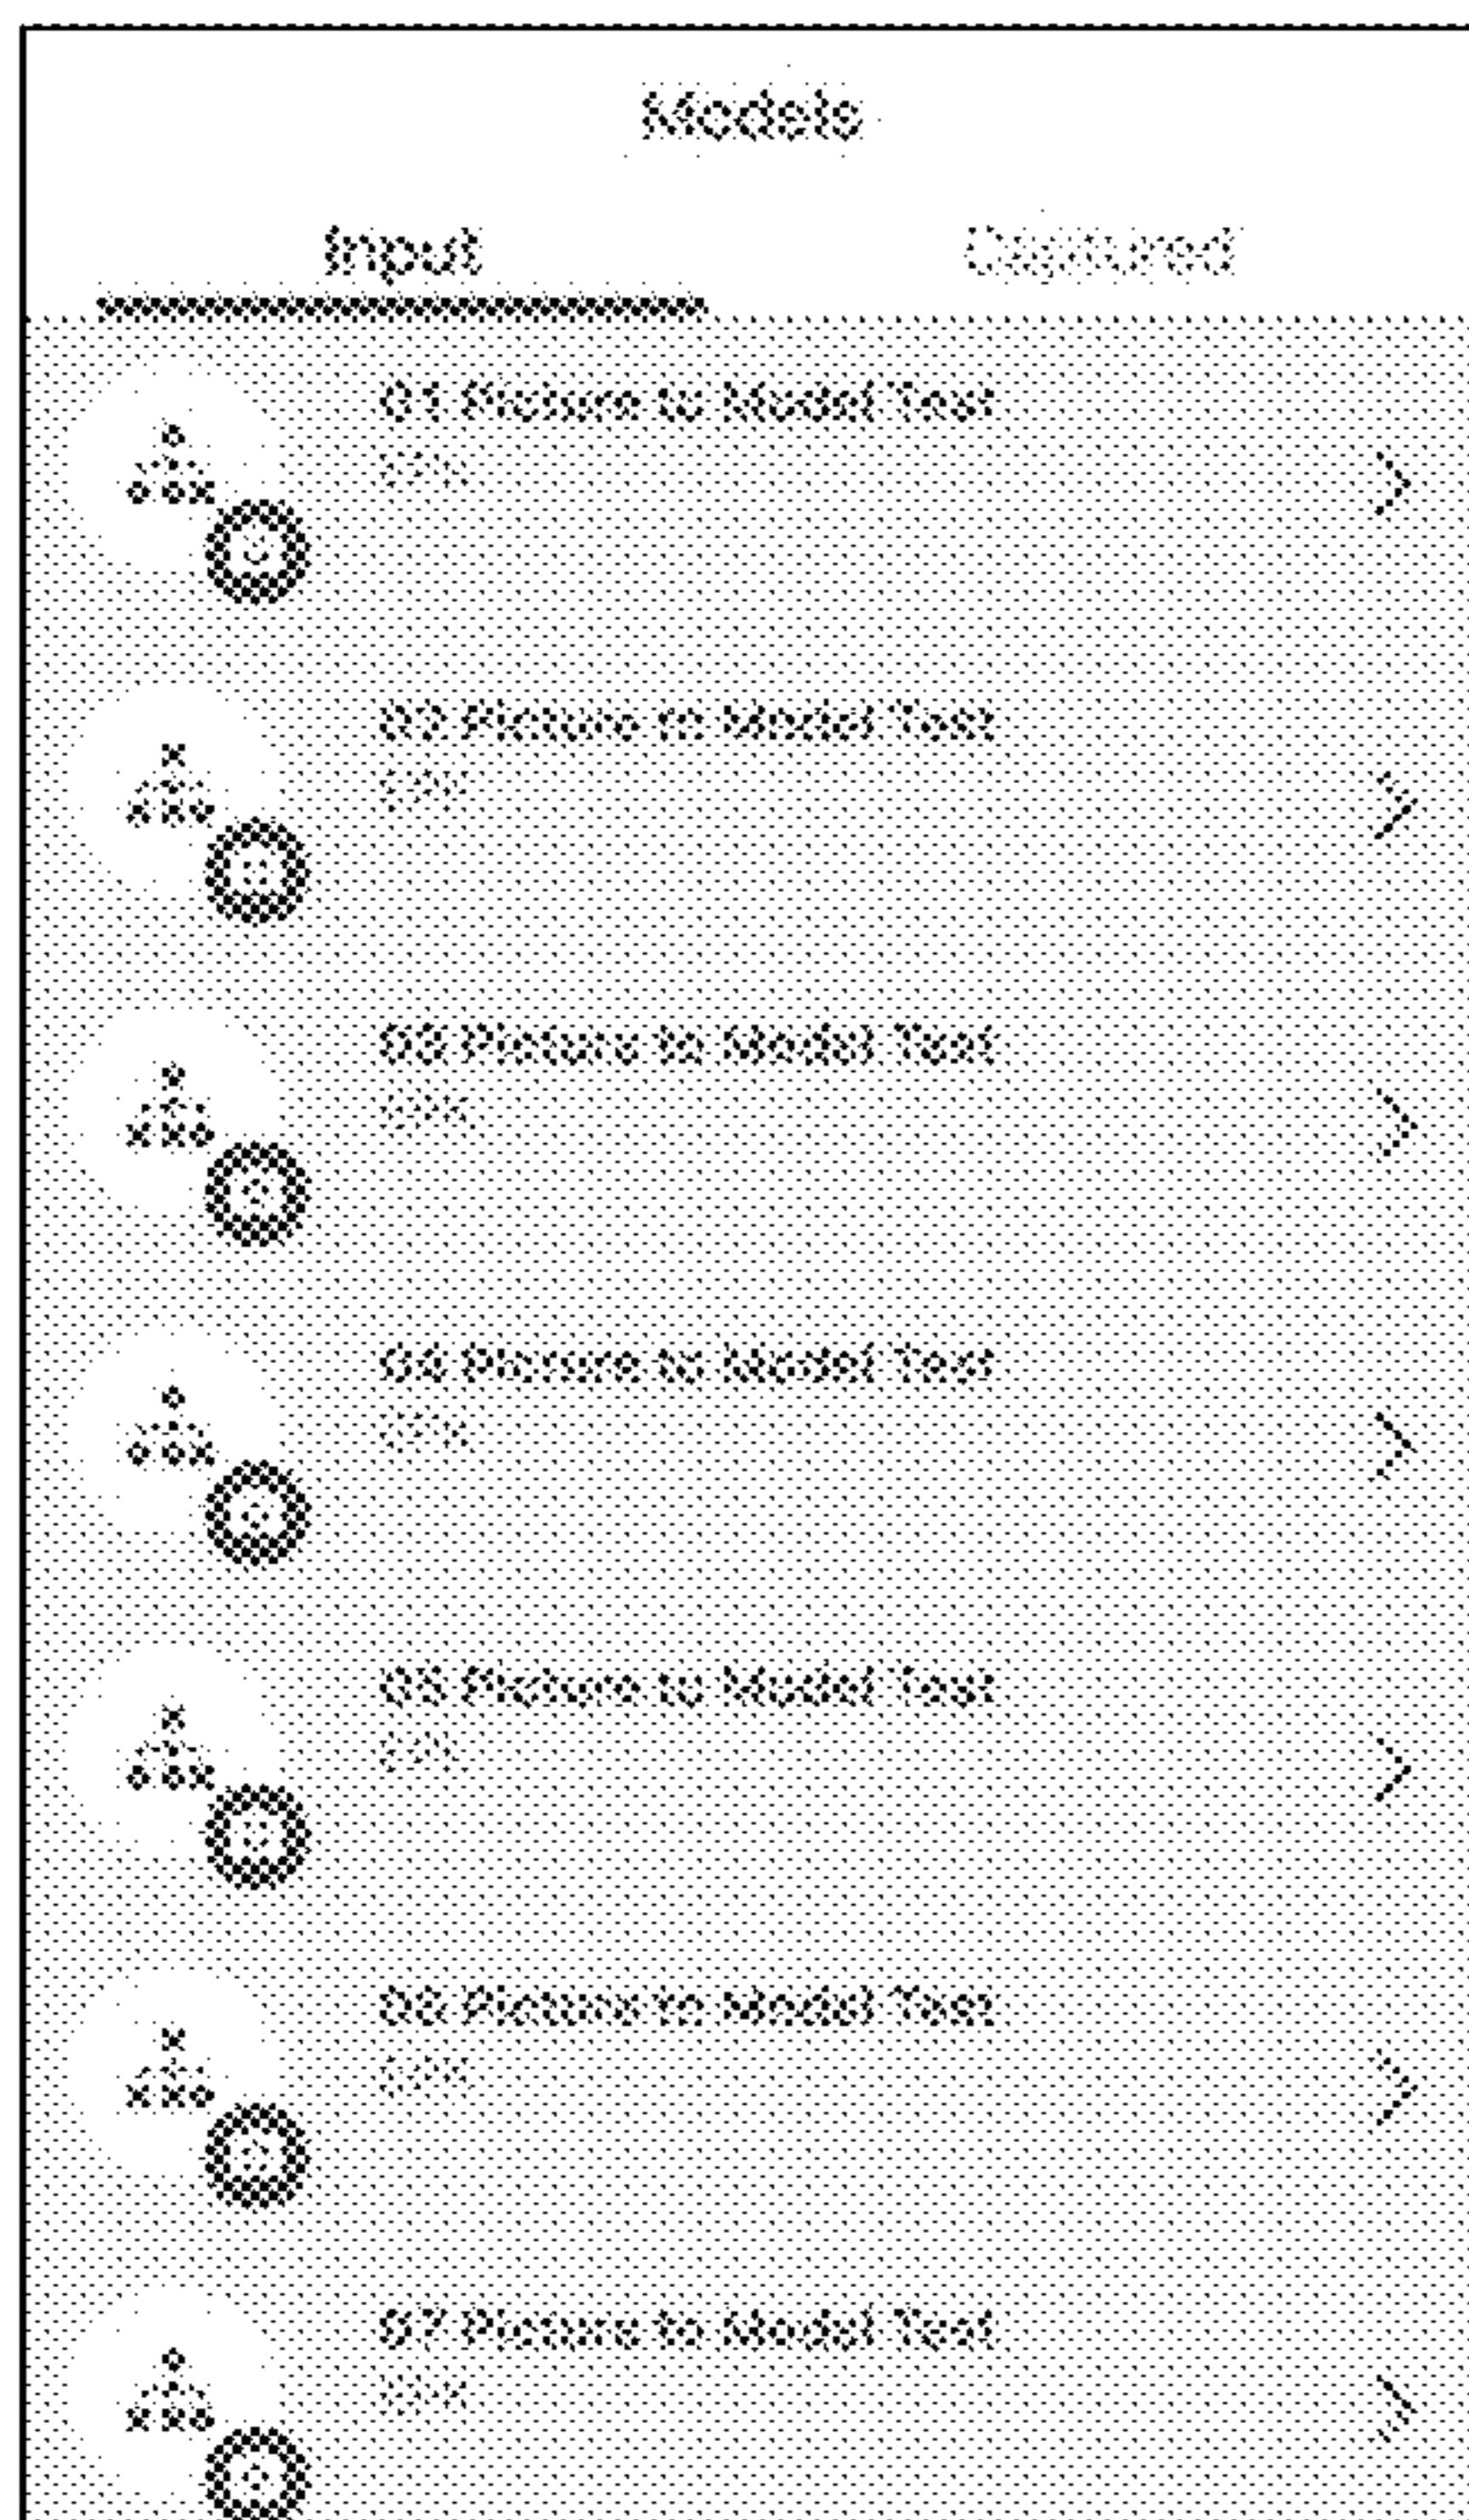 Models
Input
Captured
01 Picture to Model Test
02 Picture to Model Test
03 Picture to Model Test
04 Picture to Model Test
05 Picture to Model Test
06 Picture to Model Test
07 Picture to Model Test